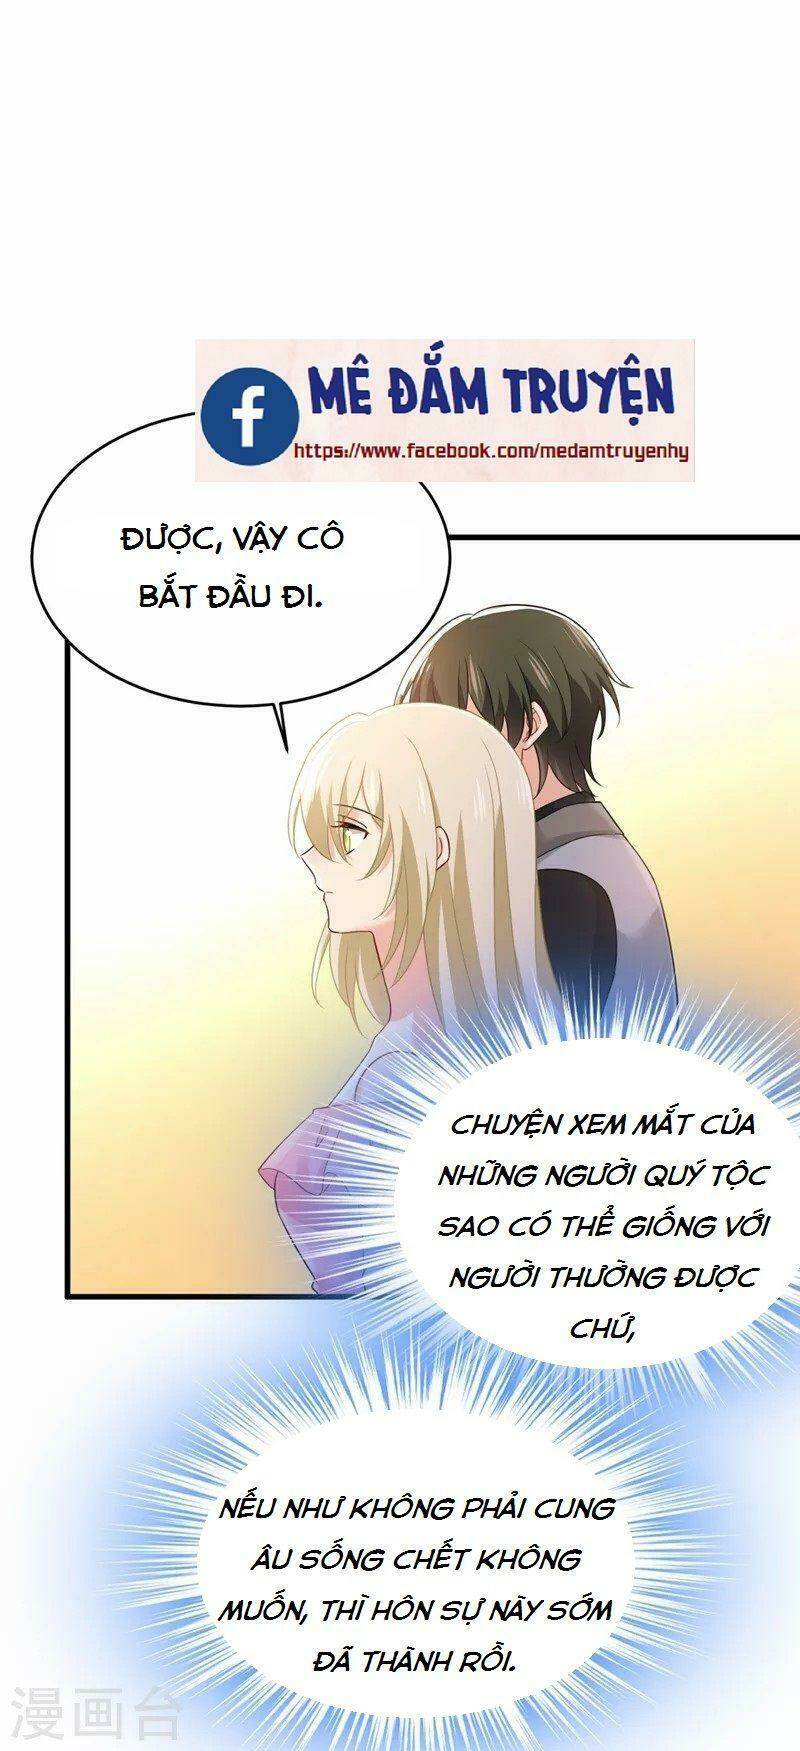 MÊ ĐẮM TRUYỆN
https://www.facebook.com/medamtruyenhy
ĐƯỢC, VẬY CÔ
BẮT ĐẦU ĐI.
CHUYỆN XEM MẮT CỦA
NHỮNG NGƯỜI QUÝ TỘC
SAO CÓ THỂ GIỐNG VỚI
NGƯỜI THƯỜNG ĐƯỢC
CHỨ,
NẾU NHƯ KHÔNG PHẢI CUNG
ÂU SỐNG CHẾT KHÔNG
MUỐN, THÌ HÔN SỰ NÀY SỚM
ĐÃ THÀNH RỒI.
漫画台